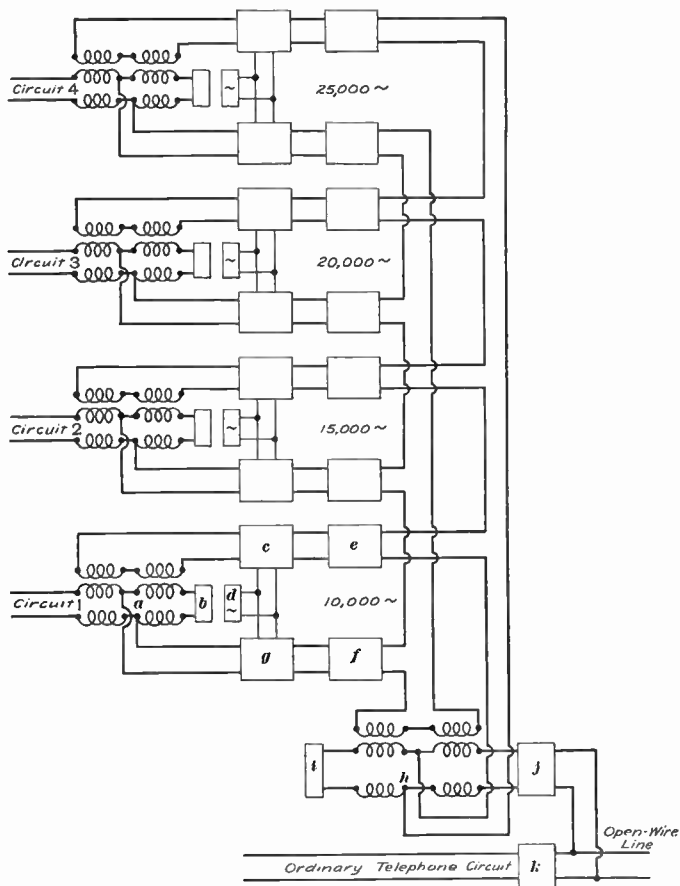 Circuit 4
~
25,000 ~
Circuit 3
~
20,000 ~
Circuit 2
~
15,000 ~
c
e
Circuit 1
a
b
d
~
10,000 ~
g
f
i
h
j
Open-Wire
Line
Ordinary Telephone Circuit
k